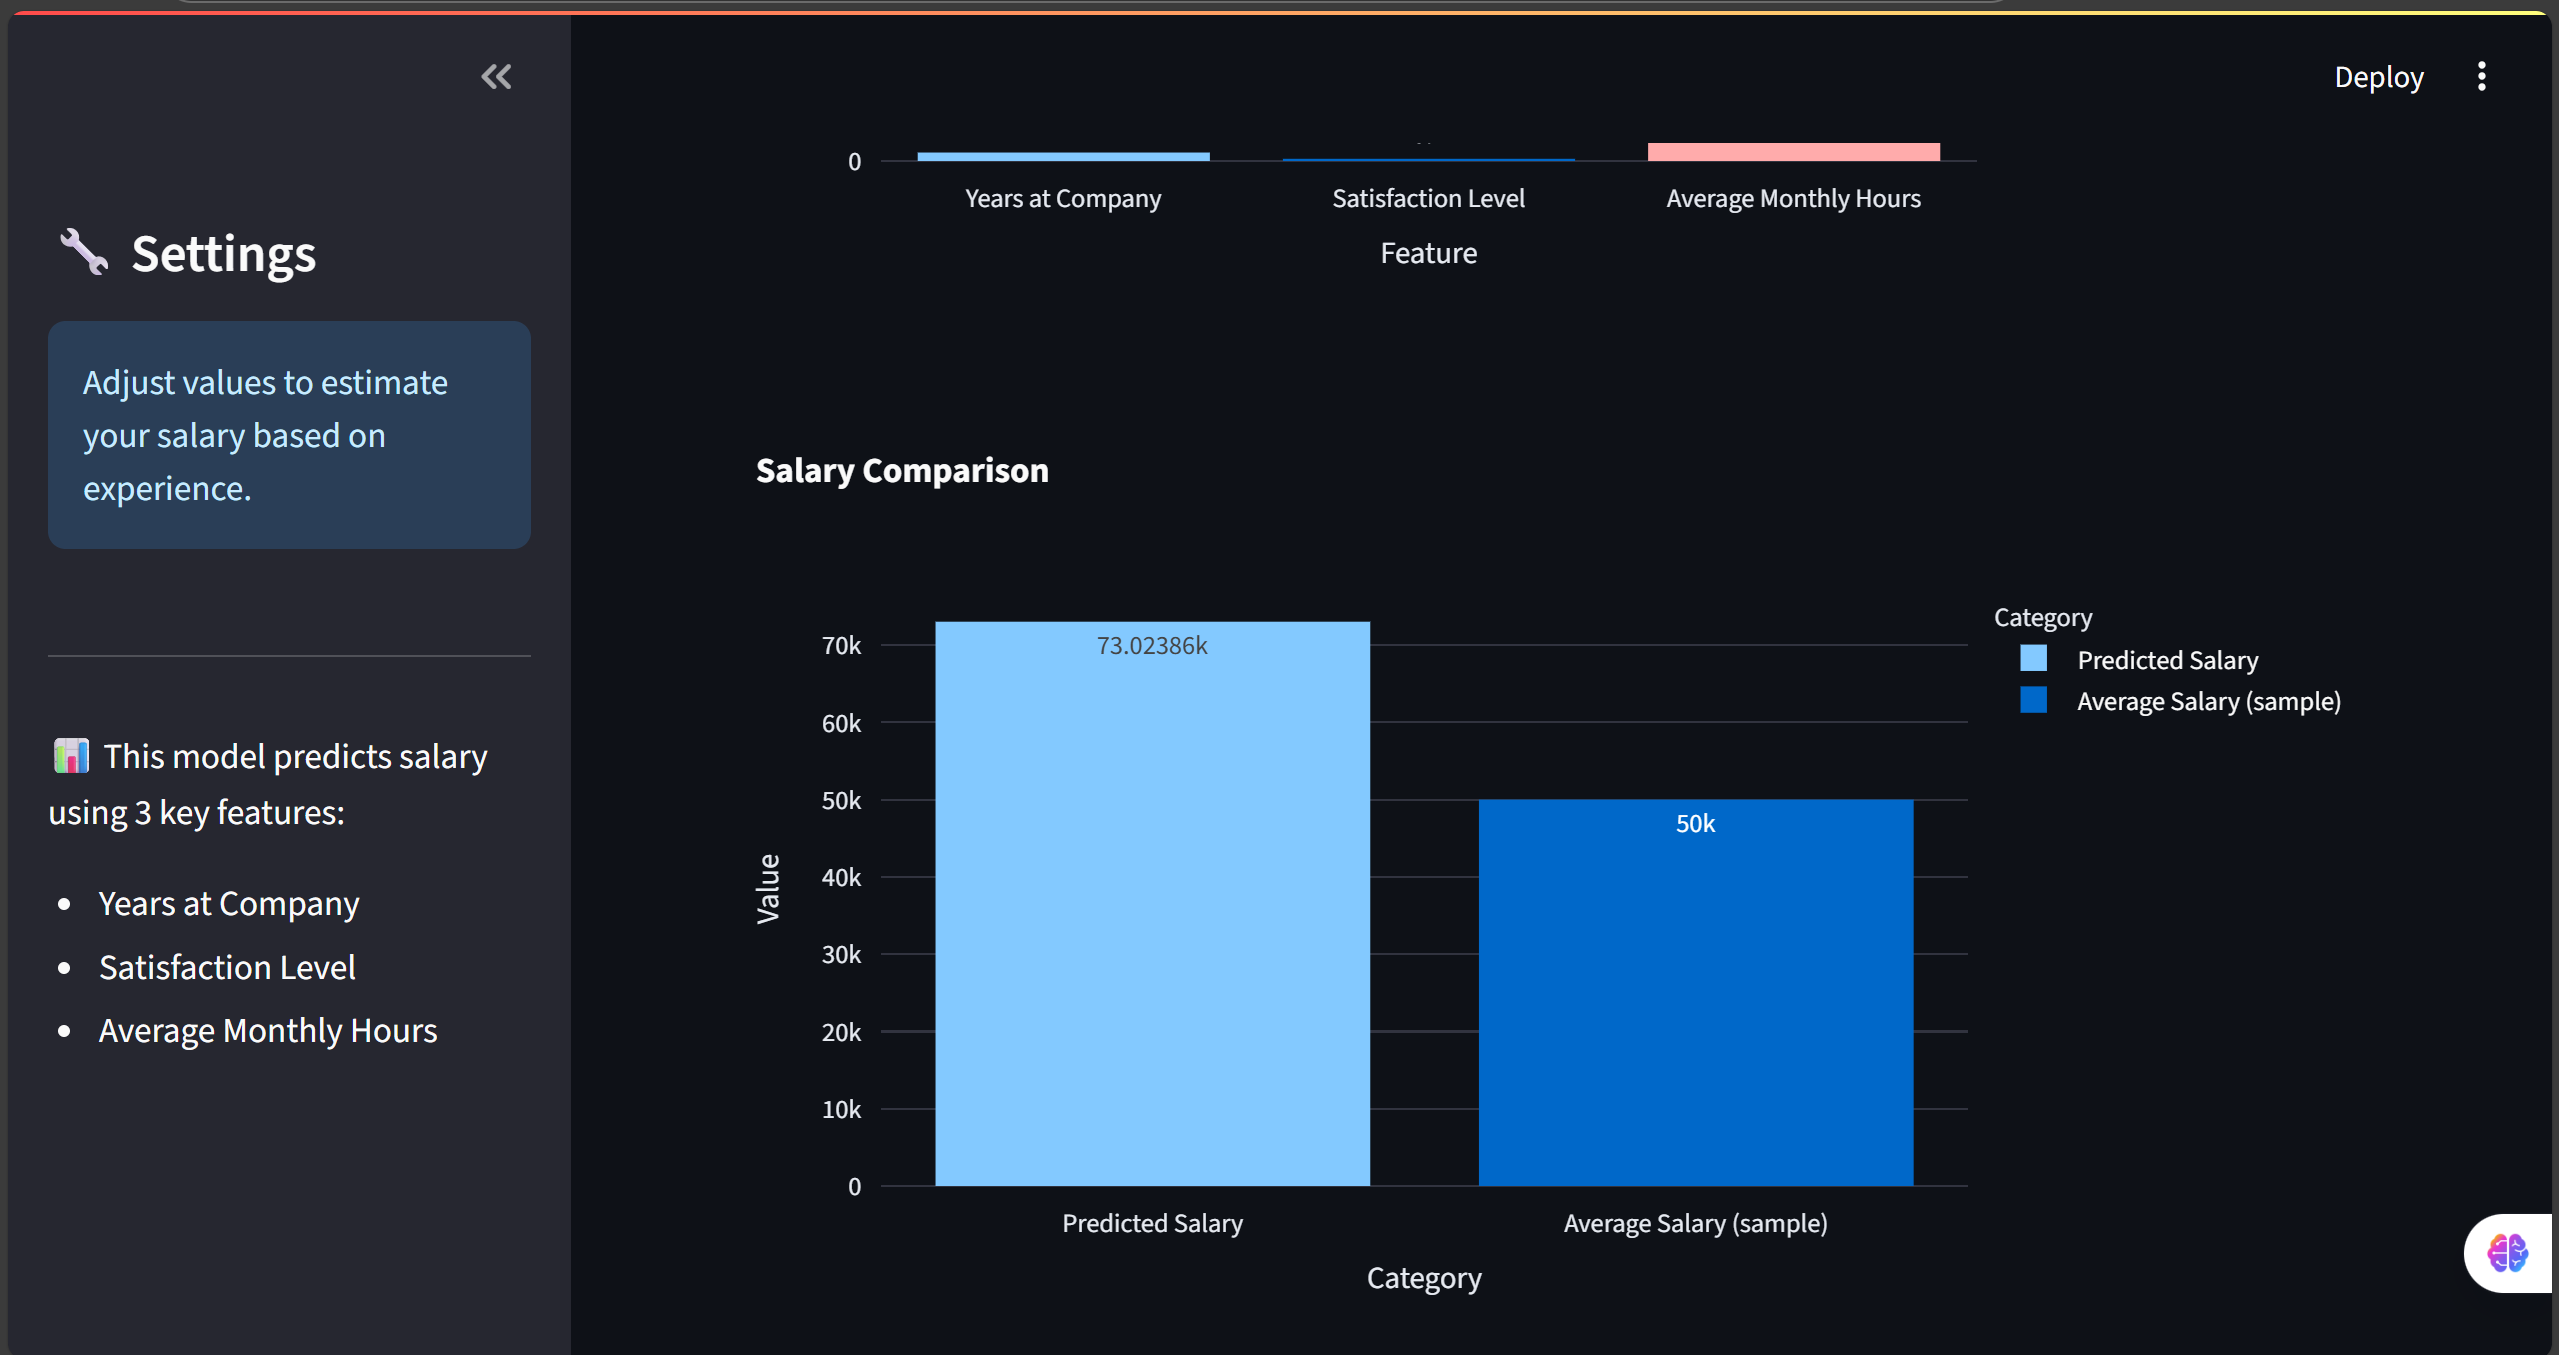 Deploy
Settings
Adjust values to estimate
your salary based on
experience.
This model predicts salary
using 3 key features:
Years at Company
Satisfaction Level
Average Monthly Hours
0
Years at Company
Satisfaction Level
Average Monthly Hours
Feature
Salary Comparison
Value
70k
60k
50k
40k
30k
20k
10k
0
73.02386k
50k
Predicted Salary
Average Salary (sample)
Category
Category
Predicted Salary
Average Salary (sample)